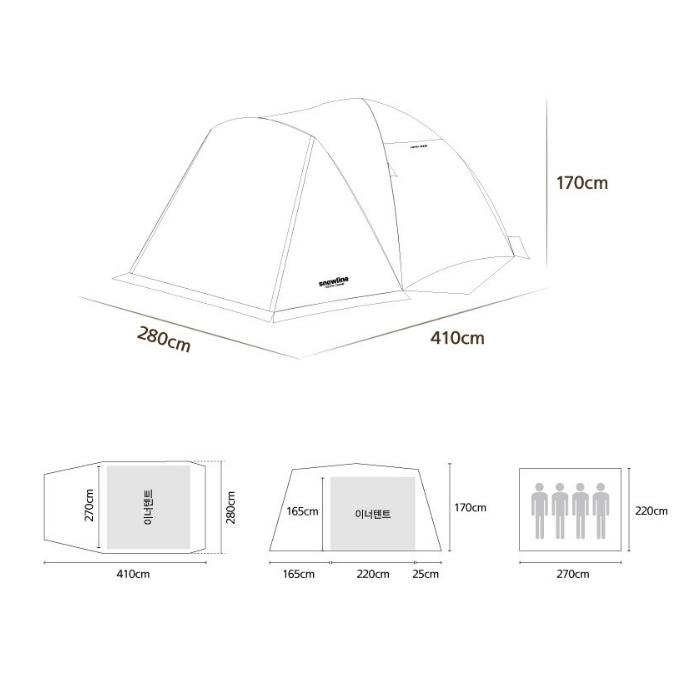 170cm
snowline
280cm
410cm
270cm
이너텐트
280cm
410cm
165cm
이너텐트
170cm
165cm
220cm
25cm
220cm
270cm